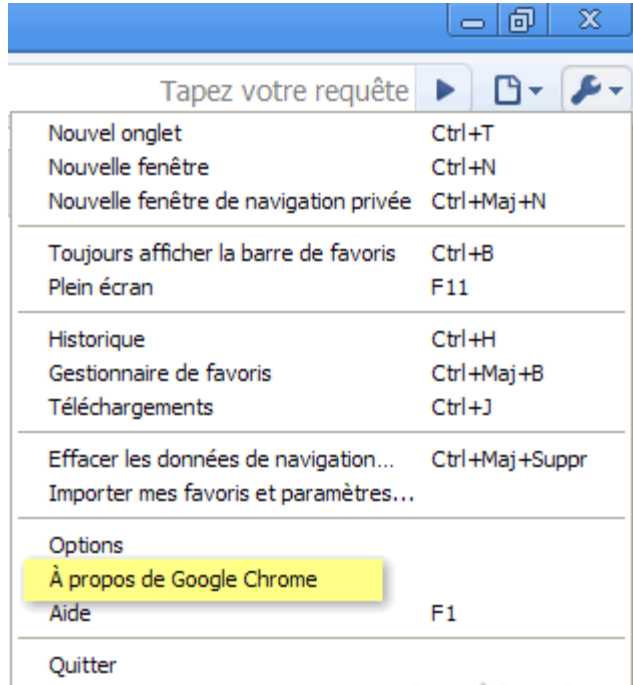 Tapez votre requête
Nouvel onglet Ctrl+T
Nouvelle fenêtre Ctrl+N
Nouvelle fenêtre de navigation privée Ctrl+Maj+N
Toujours afficher la barre de favoris Ctrl+B
Plein écran F11
Historique Ctrl+H
Gestionnaire de favoris Ctrl+Maj+B
Téléchargements Ctrl+J
Effacer les données de navigation... Ctrl+Maj+Suppr
Importer mes favoris et paramètres...
Options
À propos de Google Chrome
Aide F1
Quitter